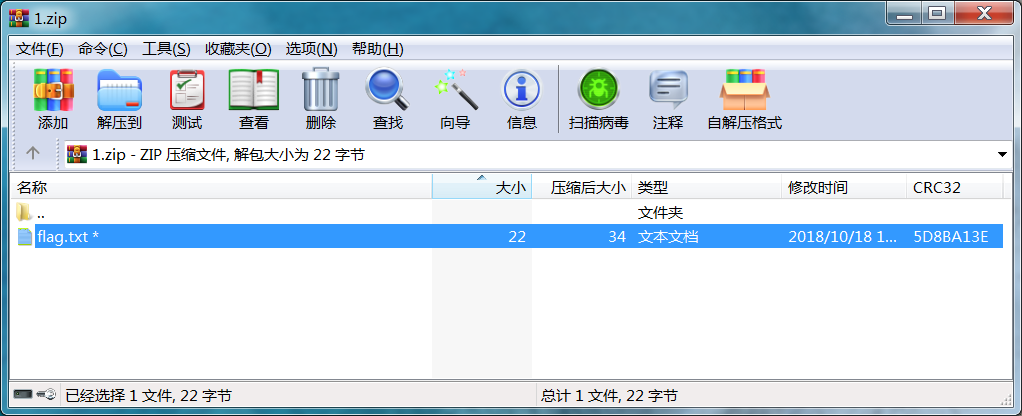 1.zip
文件(F) 命令(C) 工具(S) 收藏夹(O) 选项(N) 帮助(H)
添加 解压到 测试 查看 删除 查找 向导 信息 扫描病毒 注释 自解压格式
1.zip - ZIP 压缩文件, 解包大小为 22 字节
名称 大小 压缩后大小 类型 修改时间 CRC32
.. 文件夹
flag.txt * 22 34 文本文档 2018/10/18 1... 5D8BA13E
已经选择 1 文件, 22 字节 总计 1 文件, 22 字节